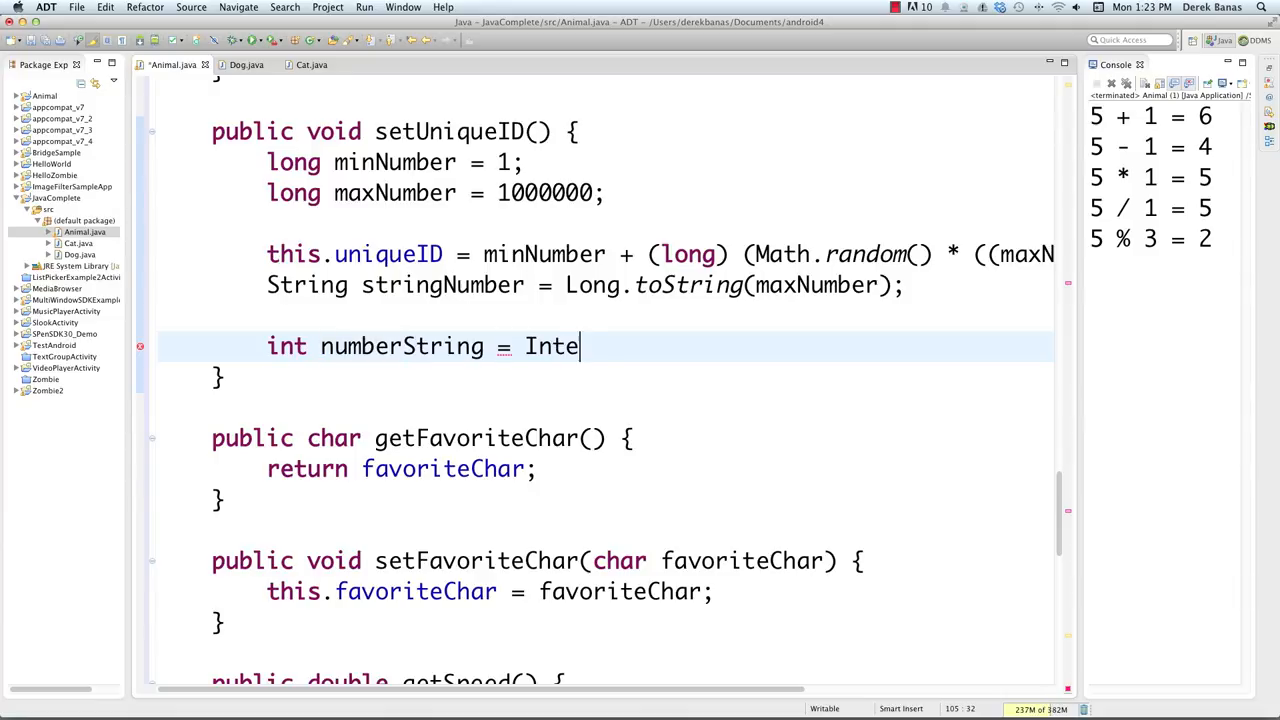 ADT File Edit Refactor Source Navigate Search Project Run Window Help 10 Mon 1:23 PM Derek Banas
Java – JavaComplete/src/Animal.java – ADT – /Users/derekbanas/Documents/android4
Quick Access Java DDMS
Package Exp
*Animal.java Dog.java Cat.java
Console
<terminated> Animal (1) [Java Application] /S
Animal
appcompat_v7
appcompat_v7_2
appcompat_v7_3
appcompat_v7_4
BridgeSample
HelloWorld
HelloZombie
ImageFilterSampleApp
JavaComplete
src
(default package)
Animal.java
Cat.java
Dog.java
JRE System Library [Ja
ListPickerExample2Activi
MediaBrowser
MultiWindowSDKExample
MusicPlayerActivity
SlookActivity
SPenSDK30_Demo
TestAndroid
TextGroupActivity
VideoPlayerActivity
Zombie
Zombie2
}
public void setUniqueID() {
long minNumber = 1;
long maxNumber = 1000000;
this.uniqueID = minNumber + (long) (Math.random() * ((maxN
String stringNumber = Long.toString(maxNumber);
int numberString = Inte
}
public char getFavoriteChar() {
return favoriteChar;
}
public void setFavoriteChar(char favoriteChar) {
this.favoriteChar = favoriteChar;
}
public double getSpeed() {
5 + 1 = 6
5 - 1 = 4
5 * 1 = 5
5 / 1 = 5
5 % 3 = 2
Writable Smart Insert 105 : 32 237M of 382M